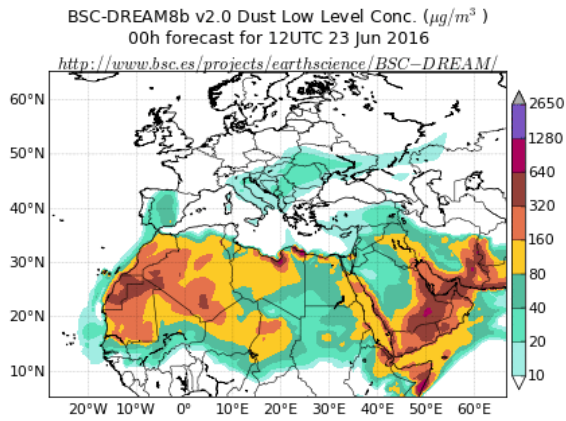 BSC-DREAM8b v2.0 Dust Low Level Conc. (μg/m³ )
00h forecast for 12UTC 23 Jun 2016
http://www.bsc.es/projects/earthscience/BSC−DREAM/
60°N
50°N
40°N
30°N
20°N
10°N
20°W 10°W 0° 10°E 20°E 30°E 40°E 50°E 60°E
2650
1280
640
320
160
80
40
20
10